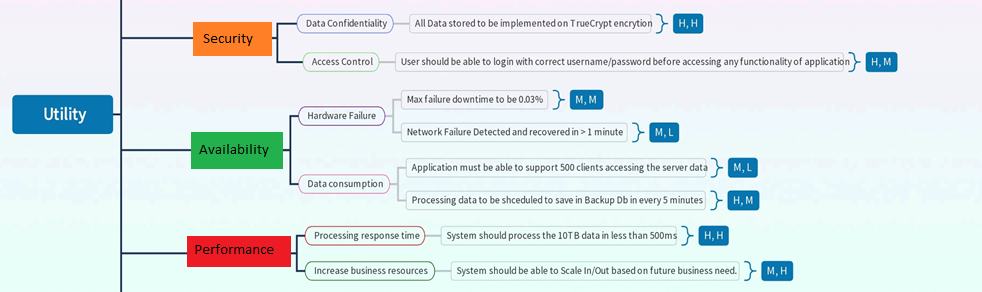 Utility
Security
Data Confidentiality
All Data stored to be implemented on TrueCrypt encrytion
H, H
Access Control
User should be able to login with correct username/password before accessing any functionality of application
H, M
Availability
Hardware Failure
Max failure downtime to be 0.03%
M, M
Network Failure Detected and recovered in > 1 minute
M, L
Data consumption
Application must be able to support 500 clients accessing the server data
M, L
Processing data to be shceduled to save in Backup Db in every 5 minutes
H, M
Performance
Processing response time
System should process the 10TB data in less than 500ms
H, H
Increase business resources
System should be able to Scale In/Out based on future business need.
M, H